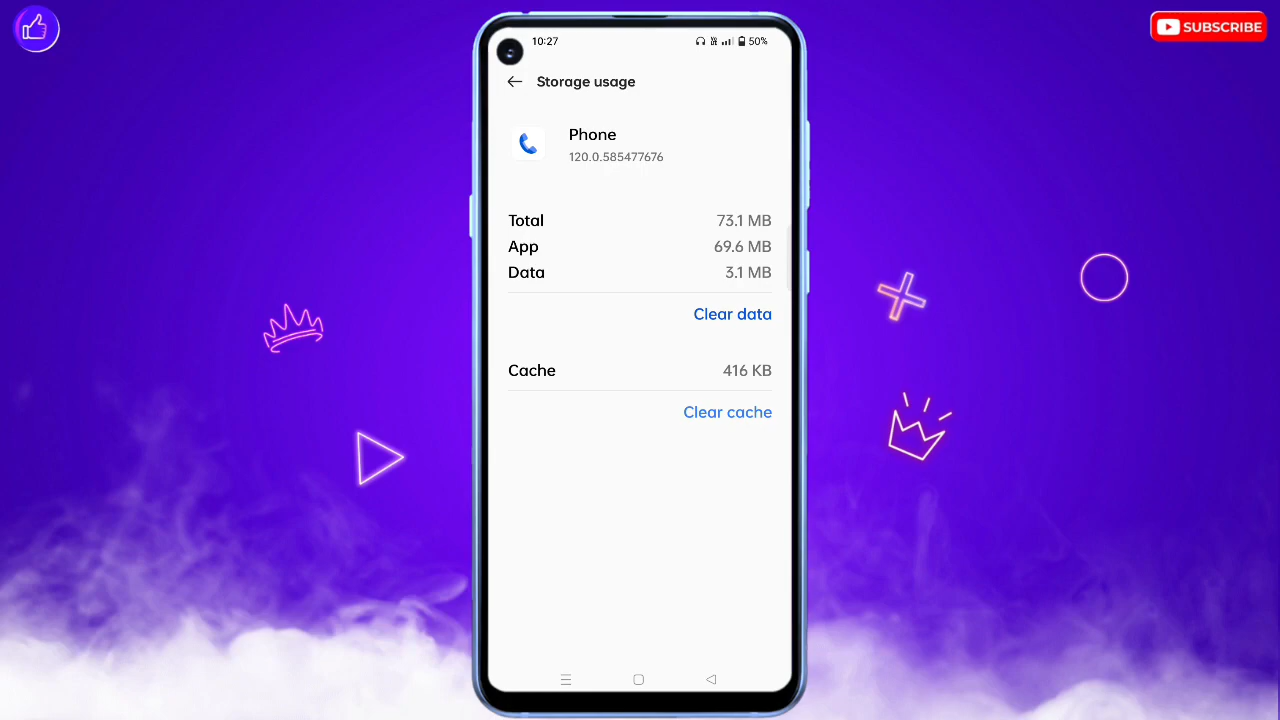 SUBSCRIBE
10:27
50%
Storage usage
Phone
120.0.585477676
Total 73.1 MB
App 69.6 MB
Data 3.1 MB
Clear data
Cache 416 KB
Clear cache